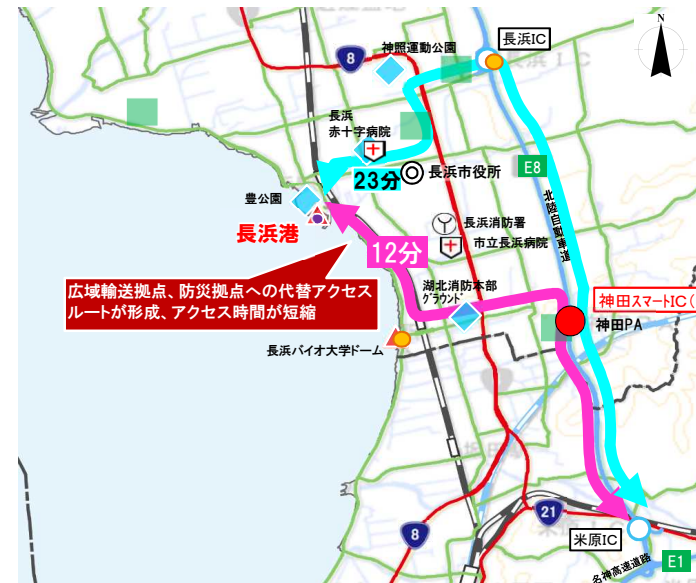 N
長浜IC
神照運動公園
8
長浜
赤十字病院
23分
長浜市役所
E8
北陸自動車道
豊公園
長浜港
長浜消防署
市立長浜病院
12分
広域輸送拠点、防災拠点への代替アクセス
ルートが形成、アクセス時間が短縮
湖北消防本部
グラウンド
神田スマートIC(
神田PA
長浜バイオ大学ドーム
21
8
米原IC
名神高速道路
E1